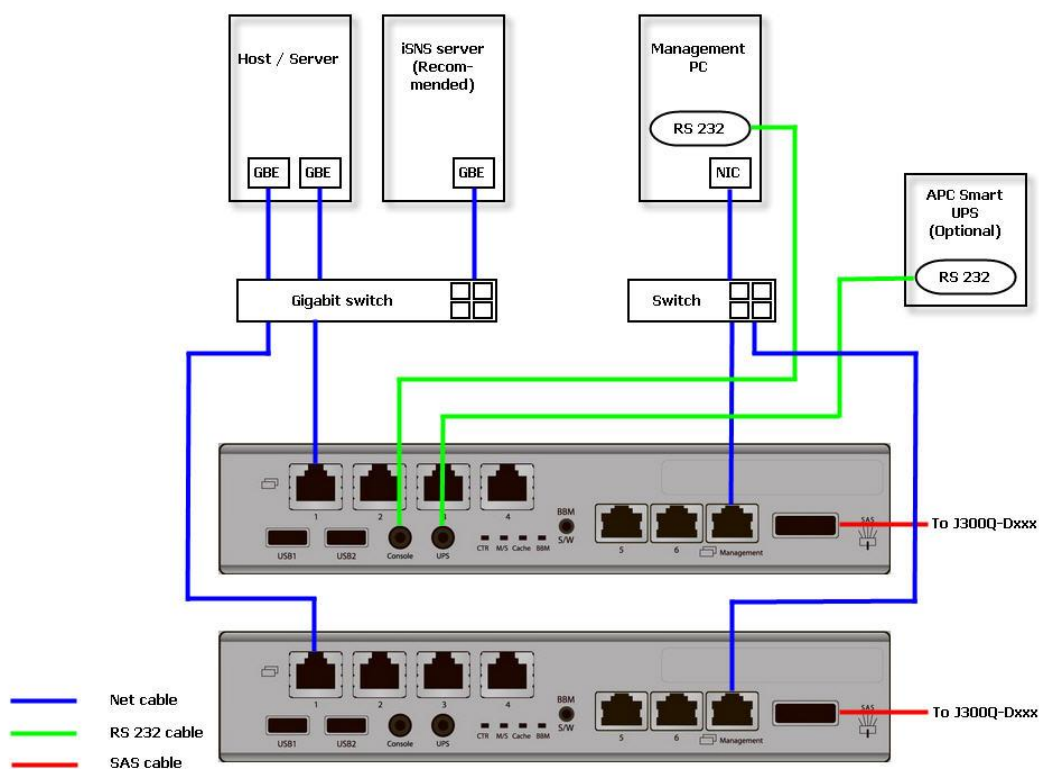 Host / Server
iSNS server
(Recom-
mended)
Management
PC
RS 232
GBE
GBE
GBE
NIC
APC Smart
UPS
(Optional)
RS 232
Gigabit switch
Switch
1
2
3
4
BBM
S/W
USB1
USB2
Console
UPS
CTR M/S Cache BBM
5
6
Management
SAS
To J300Q-Dxxx
1
2
3
4
BBM
S/W
USB1
USB2
Console
UPS
CTR M/S Cache BBM
5
6
Management
SAS
To J300Q-Dxxx
Net cable
RS 232 cable
SAS cable